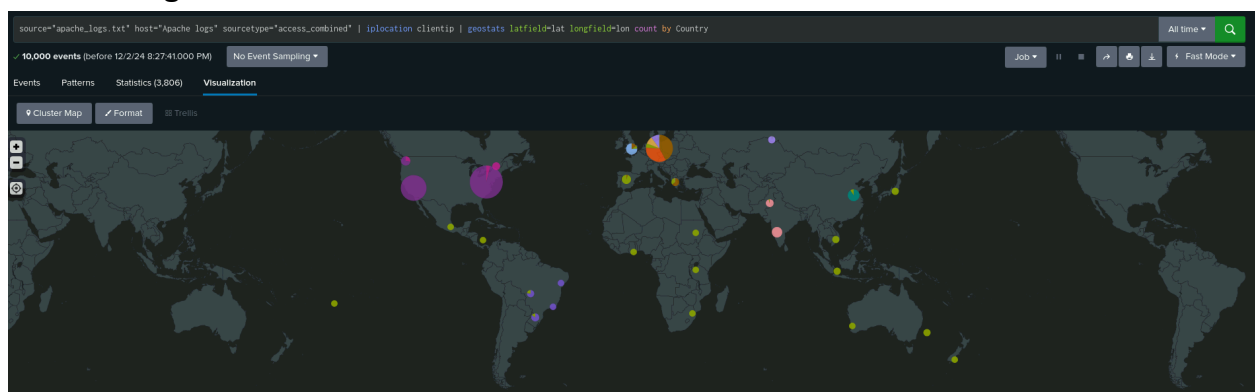 source="apache_logs.txt" host="Apache logs" sourcetype="access_combined" | iplocation clientip | geostats latfield=lat longfield=lon count by Country
All time
✓ 10,000 events (before 12/2/24 8:27:41.000 PM)
No Event Sampling
Job
Fast Mode
Events Patterns Statistics (3,806) Visualization
Cluster Map Format Trellis
+
−